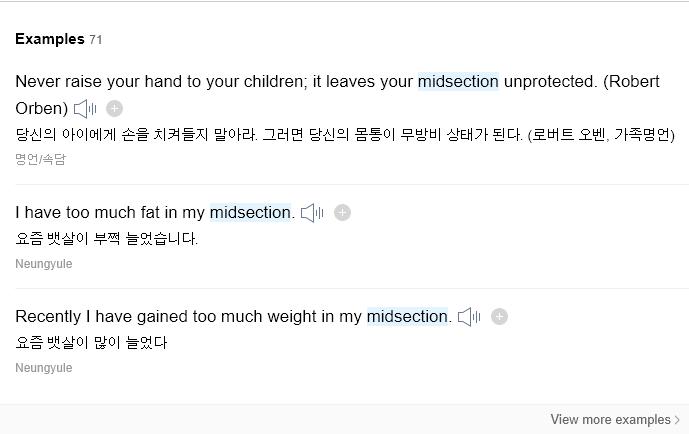 Examples 71
Never raise your hand to your children; it leaves your midsection unprotected. (Robert
Orben)
당신의 아이에게 손을 치켜들지 말아라. 그러면 당신의 몸통이 무방비 상태가 된다. (로버트 오벤, 가족명언)
명언/속담
I have too much fat in my midsection.
요즘 뱃살이 부쩍 늘었습니다.
Neungyule
Recently I have gained too much weight in my midsection.
요즘 뱃살이 많이 늘었다
Neungyule
View more examples >